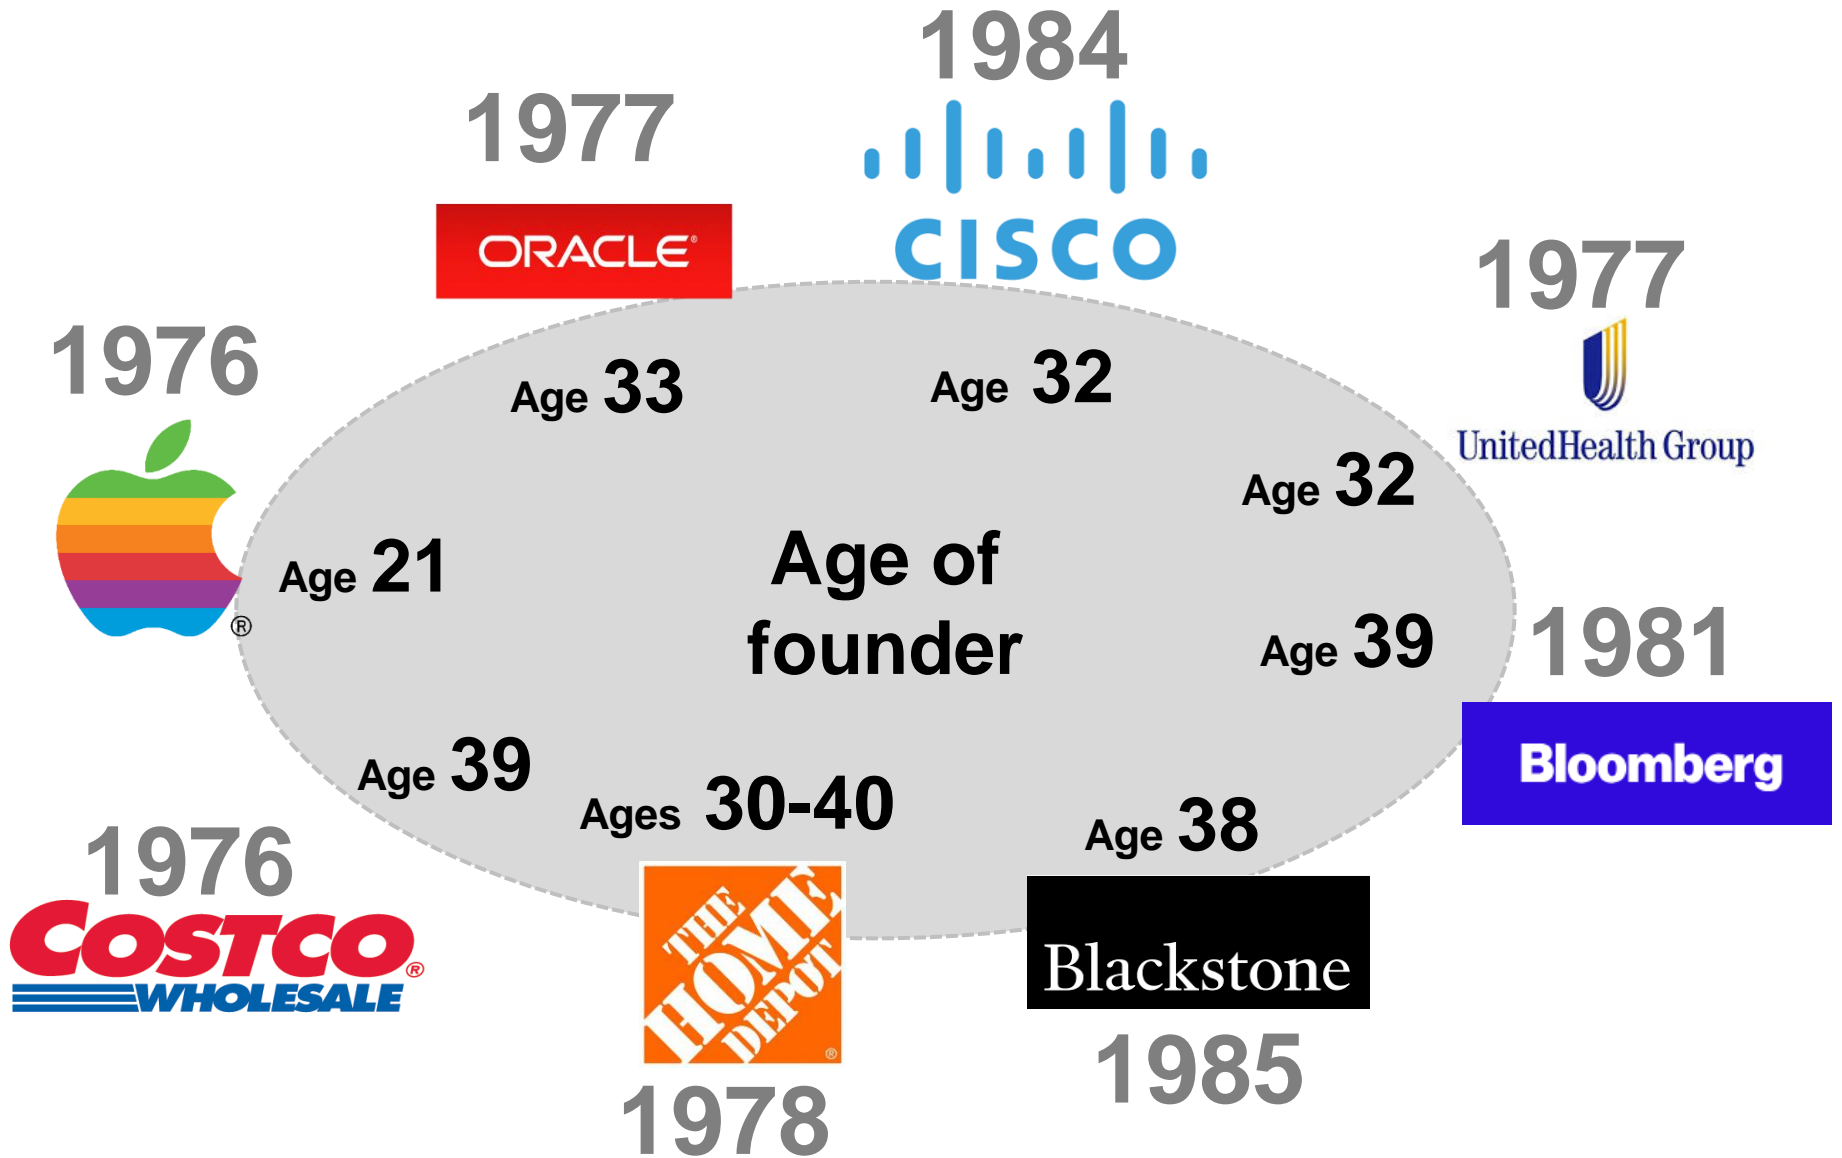 1984
CISCO
1977
ORACLE®
1977
UnitedHealth Group
1976
®
Age 33
Age 32
Age 32
Age 21
Age of
founder
Age 39
1981
Bloomberg
Age 39
Ages 30-40
Age 38
1976
COSTCO®
WHOLESALE
THE
HOME
DEPOT
®
1978
Blackstone
1985